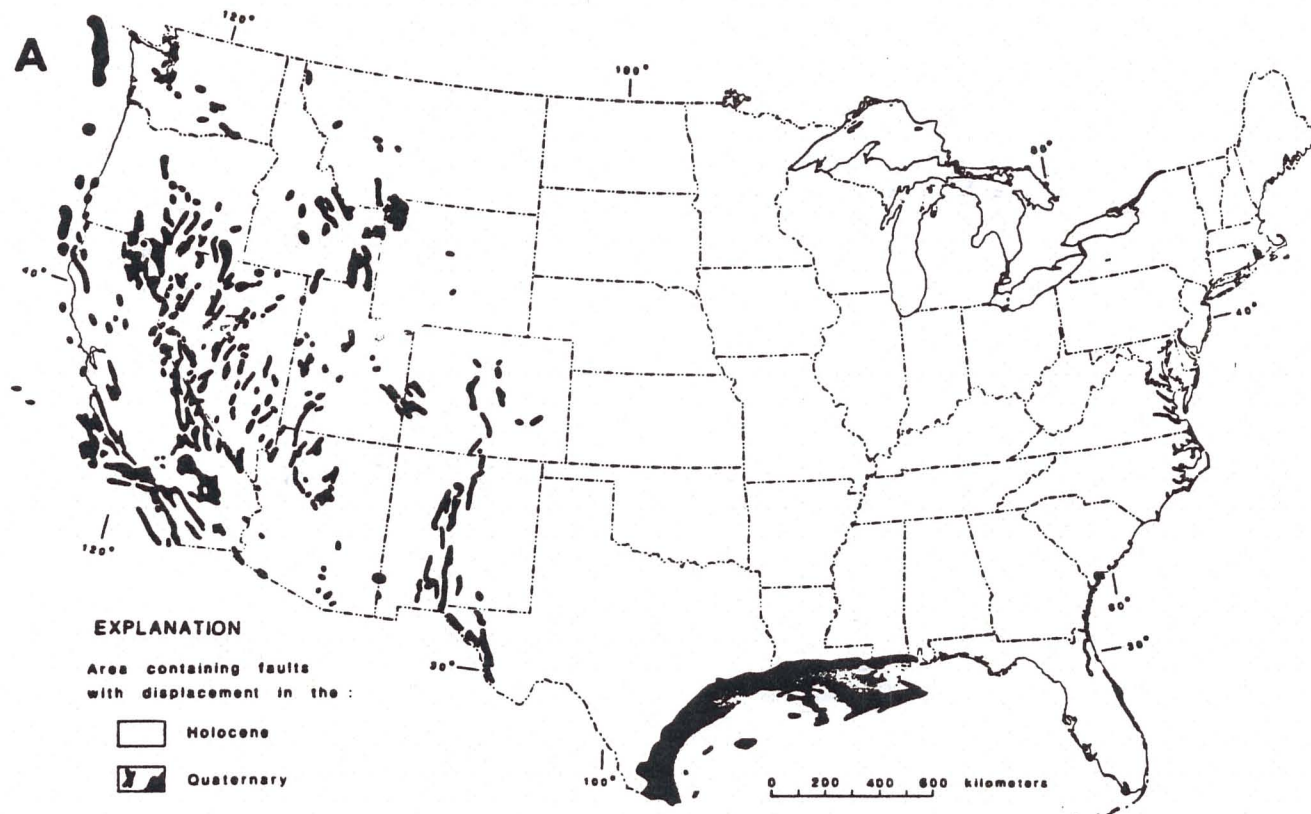 A
120°
100°
80°
40°
40°
120°
EXPLANATION
Area containing faults
with displacement in the :
Holocene
Quaternary
30°
100°
80°
30°
0 200 400 600 kilometers